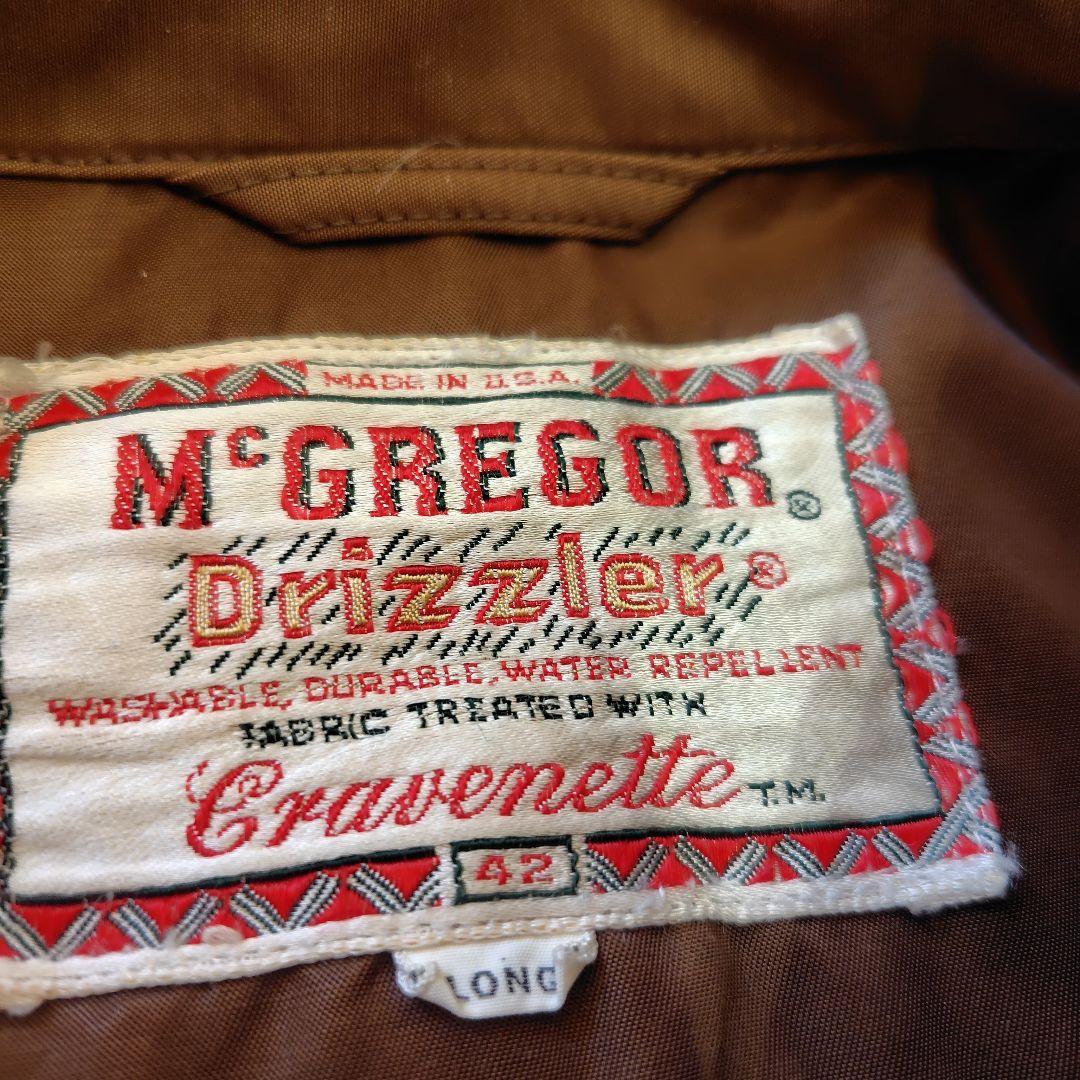 MADE IN U.S.A.
McGREGOR®
Drizzler®
WASHABLE, DURABLE, WATER REPELLENT
FABRIC TREATED WITH
Cravenette T.M.
42
LONG